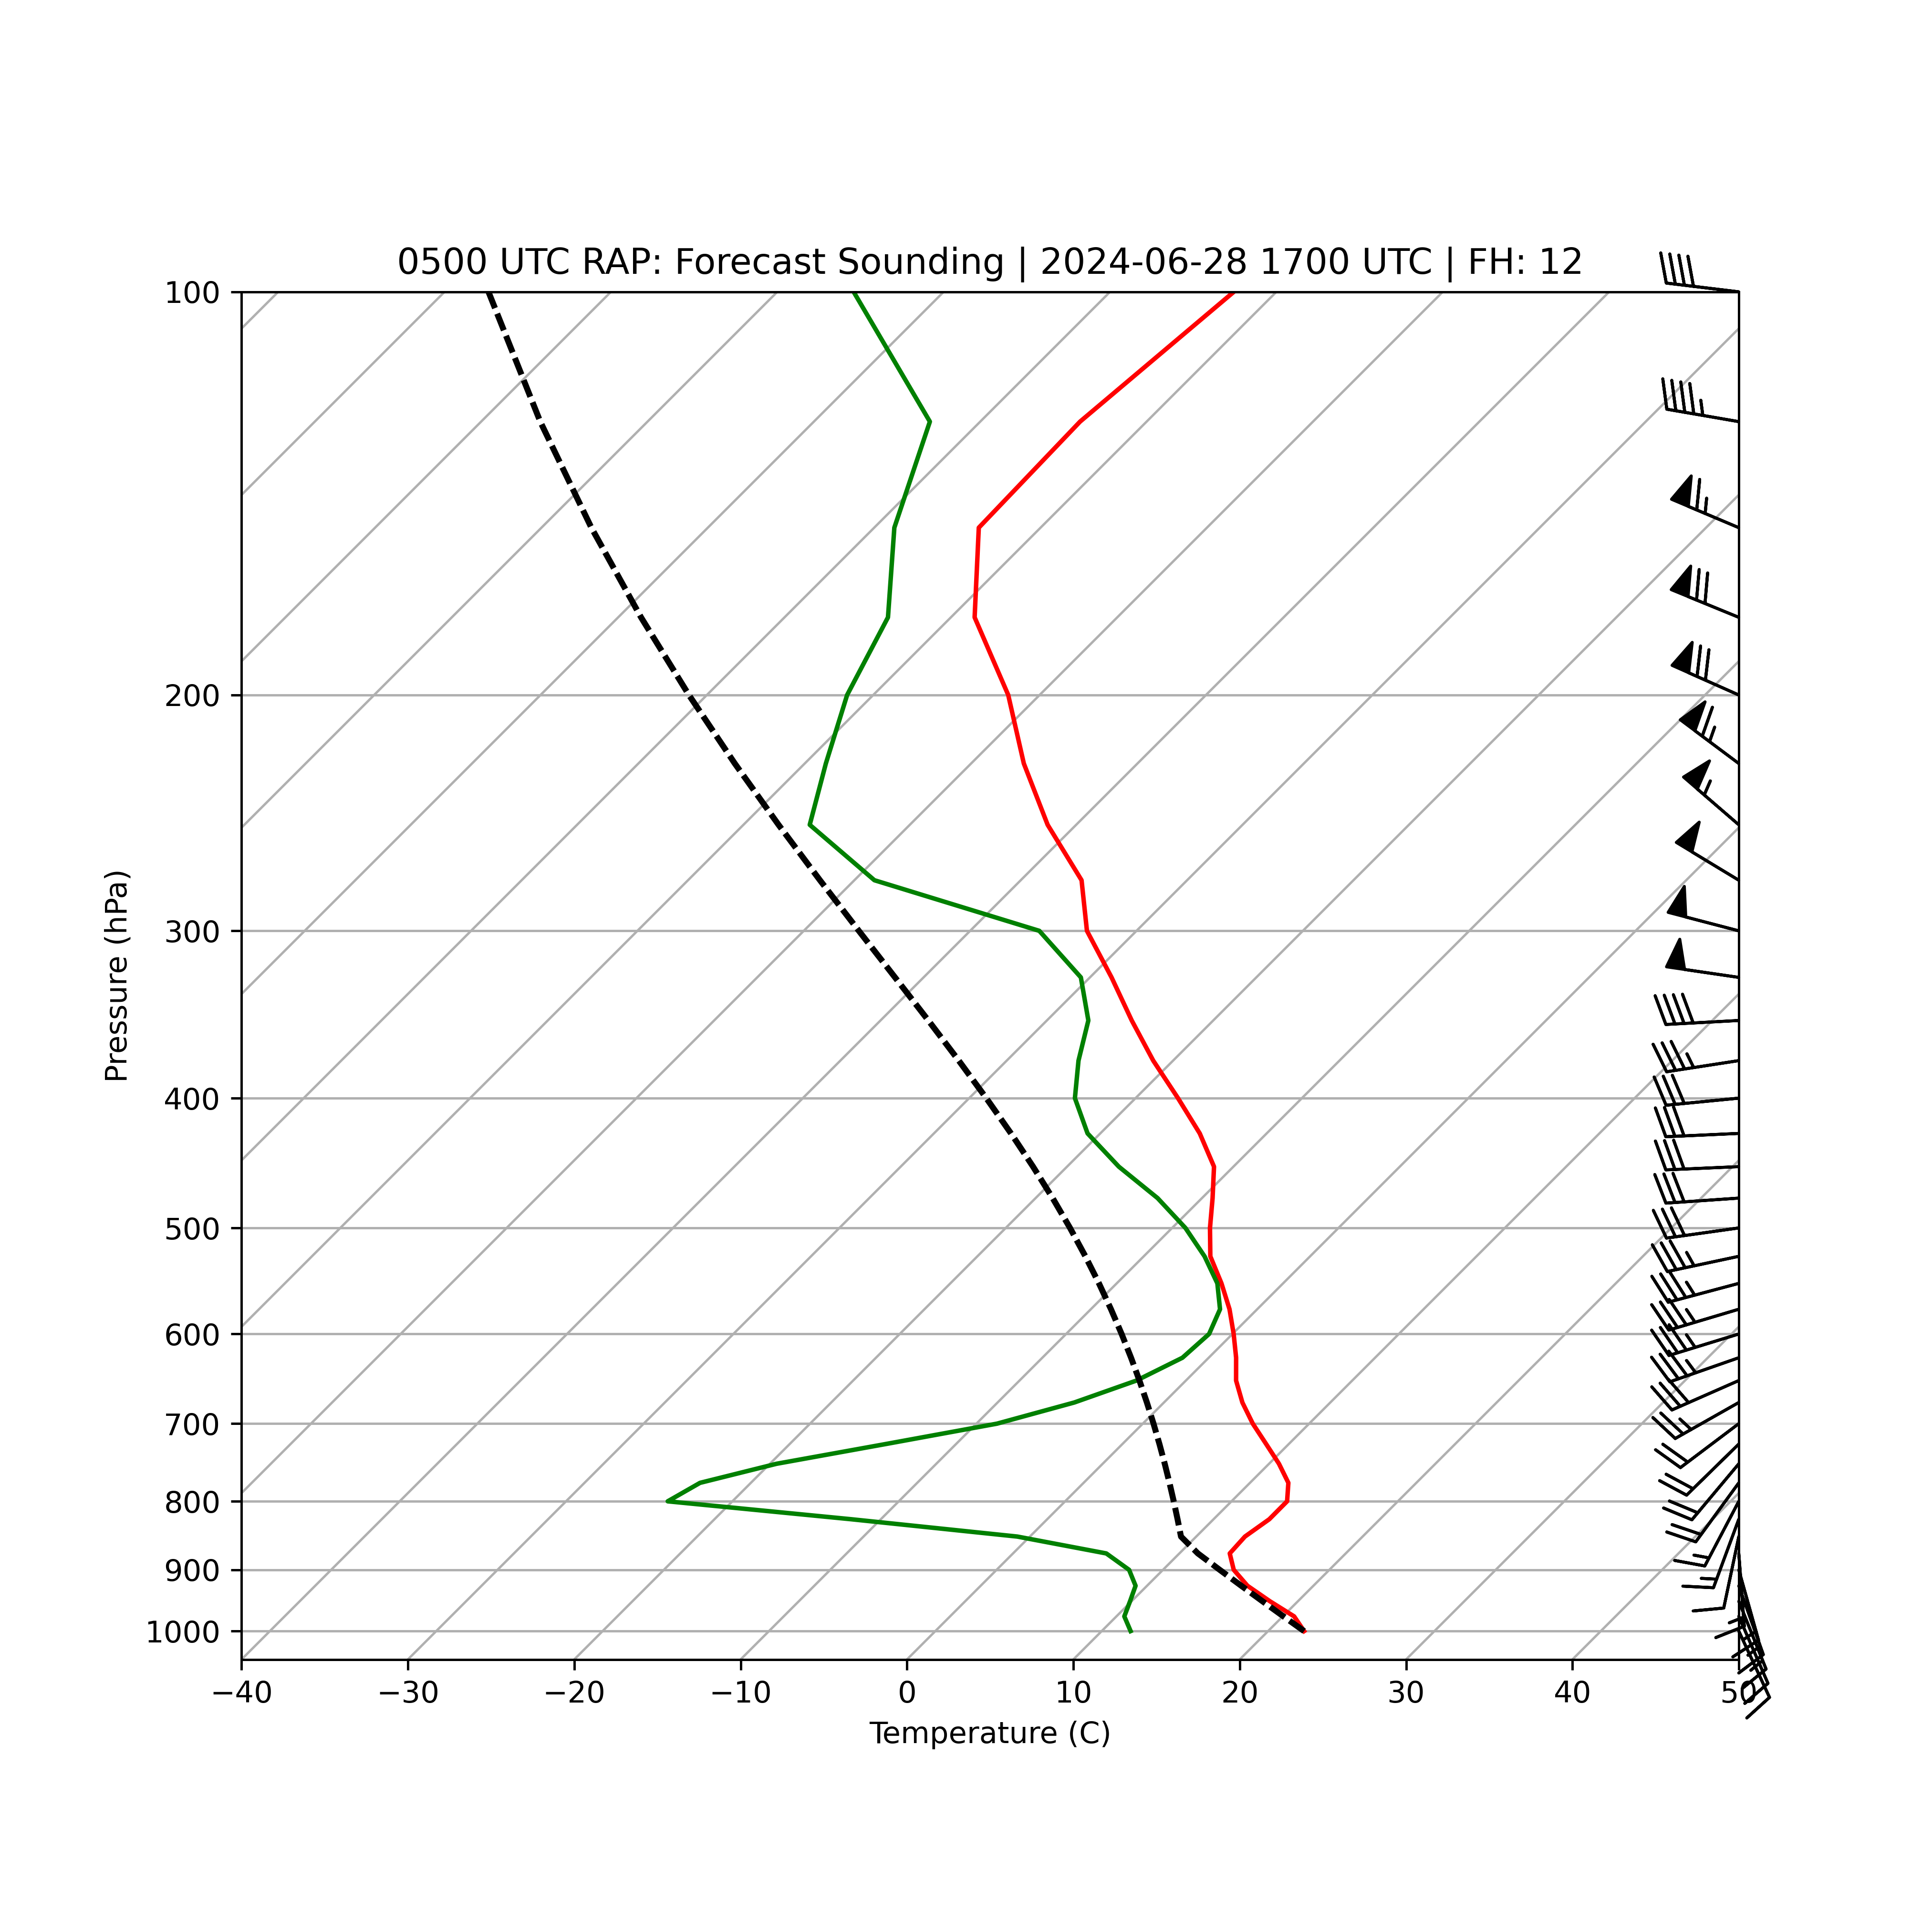 0500 UTC RAP: Forecast Sounding | 2024-06-28 1700 UTC | FH: 12
100
200
300
400
500
600
700
800
900
1000
Pressure (hPa)
−40 −30 −20 −10 0 10 20 30 40 50
Temperature (C)